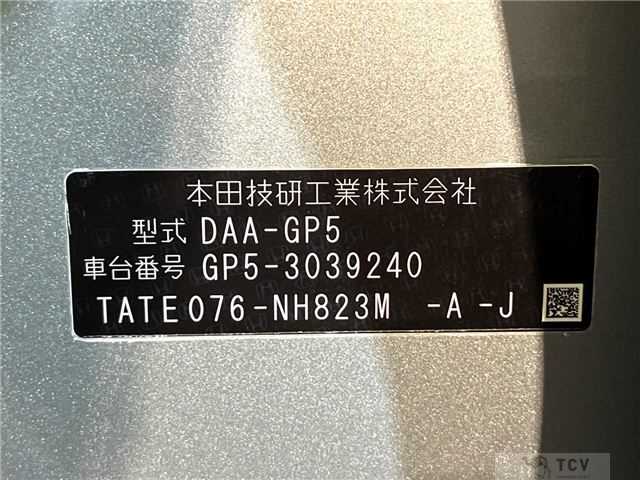 本田技研工業株式会社
型式 DAA-GP5
車台番号 GP5-3039240
TATE076-NH823M -A -J
TCV